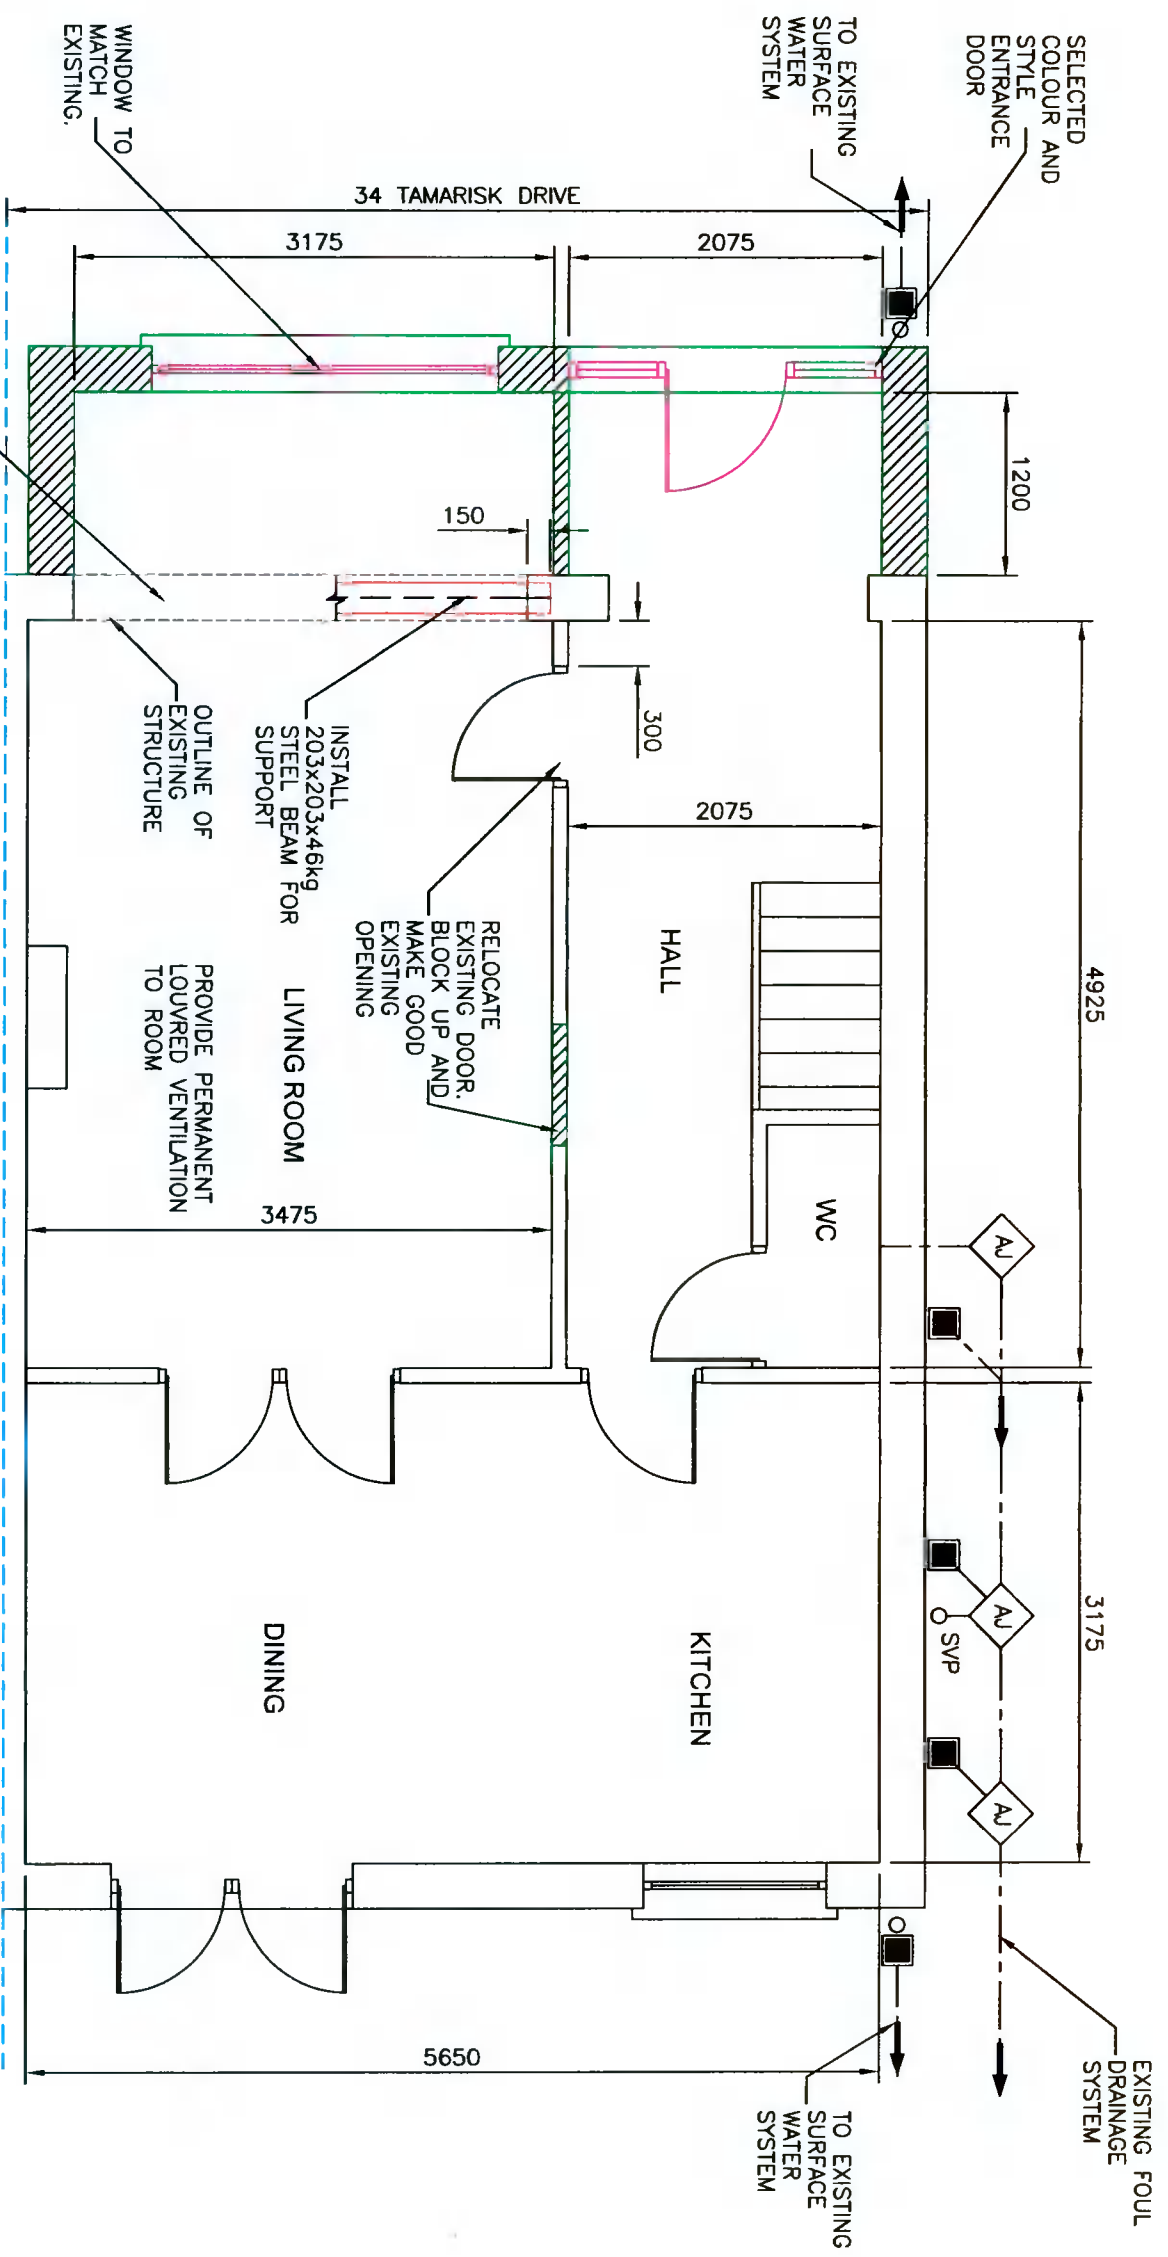 SELECTED
COLOUR AND
STYLE
ENTRANCE
DOOR
TO EXISTING
SURFACE
WATER
SYSTEM
WINDOW TO
MATCH
EXISTING.
34 TAMARISK DRIVE
3175
2075
1200
150
300
4925
3175
2075
HALL
WC
AJ
AJ
SVP
AJ
INSTALL
203x203x46kg
STEEL BEAM FOR
SUPPORT
OUTLINE OF
EXISTING
STRUCTURE
RELOCATE
EXISTING DOOR.
BLOCK UP AND
MAKE GOOD
EXISTING
OPENING
LIVING ROOM
PROVIDE PERMANENT
LOUVRED VENTILATION
TO ROOM
3475
KITCHEN
DINING
5650
EXISTING FOUL
DRAINAGE
SYSTEM
TO EXISTING
SURFACE
WATER
SYSTEM